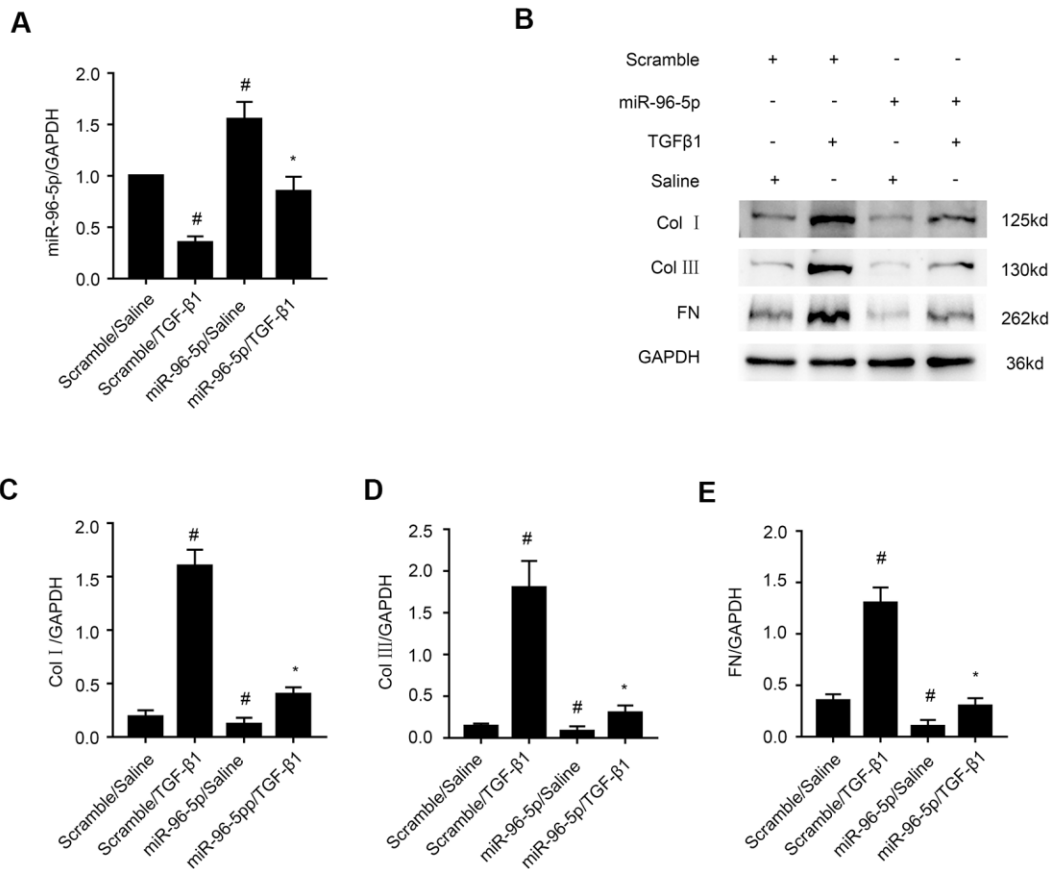 A
miR-96-5p/GAPDH
2.0
1.5
1.0
0.5
0.0
#
#
*
Scramble/Saline
Scramble/TGF-β1
miR-96-5p/Saline
miR-96-5p/TGF-β1
B
Scramble + + - -
miR-96-5p - - + +
TGFβ1 - + - +
Saline + - + -
Col Ⅰ 125kd
Col Ⅲ 130kd
FN 262kd
GAPDH 36kd
C
Col Ⅰ/GAPDH
2.0
1.5
1.0
0.5
0.0
#
#
*
Scramble/Saline
Scramble/TGF-β1
miR-96-5p/Saline
miR-96-5pp/TGF-β1
D
Col Ⅲ/GAPDH
2.5
2.0
1.5
1.0
0.5
0.0
#
#
*
Scramble/Saline
Scramble/TGF-β1
miR-96-5p/Saline
miR-96-5p/TGF-β1
E
FN/GAPDH
2.0
1.5
1.0
0.5
0.0
#
#
*
Scramble/Saline
Scramble/TGF-β1
miR-96-5p/Saline
miR-96-5p/TGF-β1